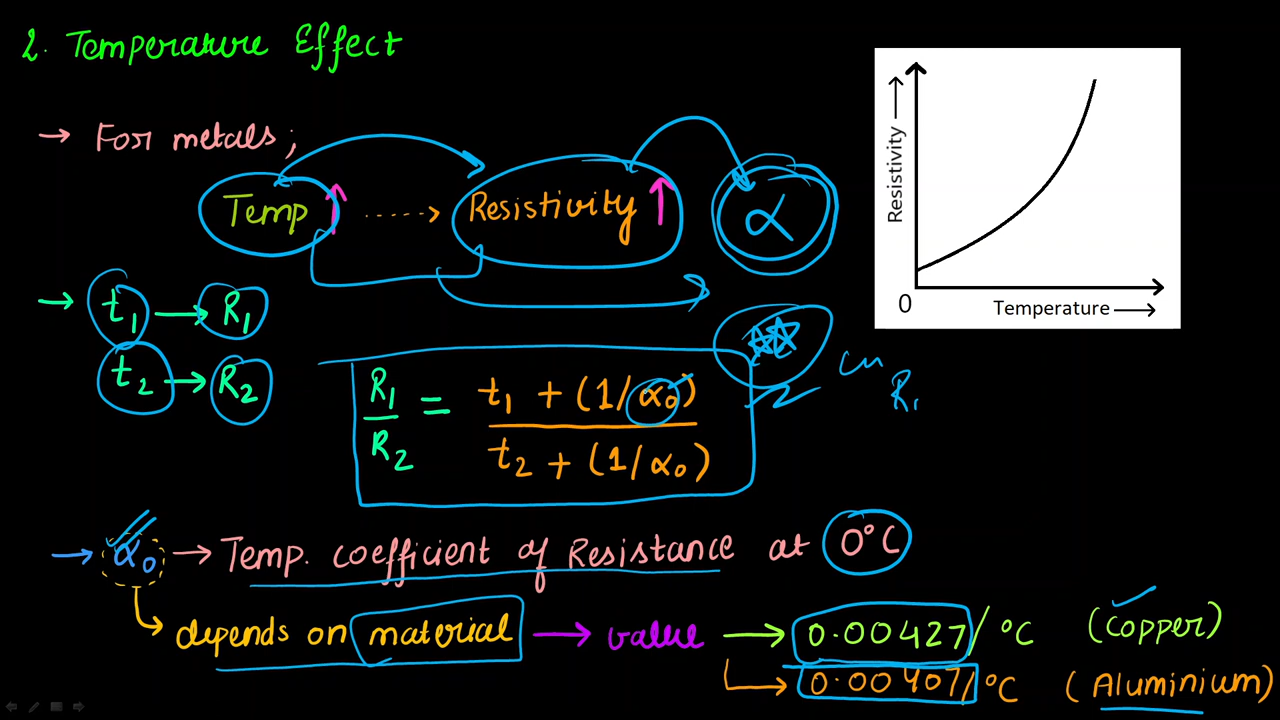 2. Temperature Effect
→ For metals;
Temp ↑ ......→ Resistivity ↑ α
→ t₁ → R₁
t₂ → R₂
R₁/R₂ = t₁ + (1/α₀) / t₂ + (1/α₀)
R₁
→ α₀ → Temp. coefficient of Resistance at 0°C
depends on material → value → 0.00427/°C (Copper)
→ 0.00407/°C (Aluminium)
Resistivity →
0
Temperature →